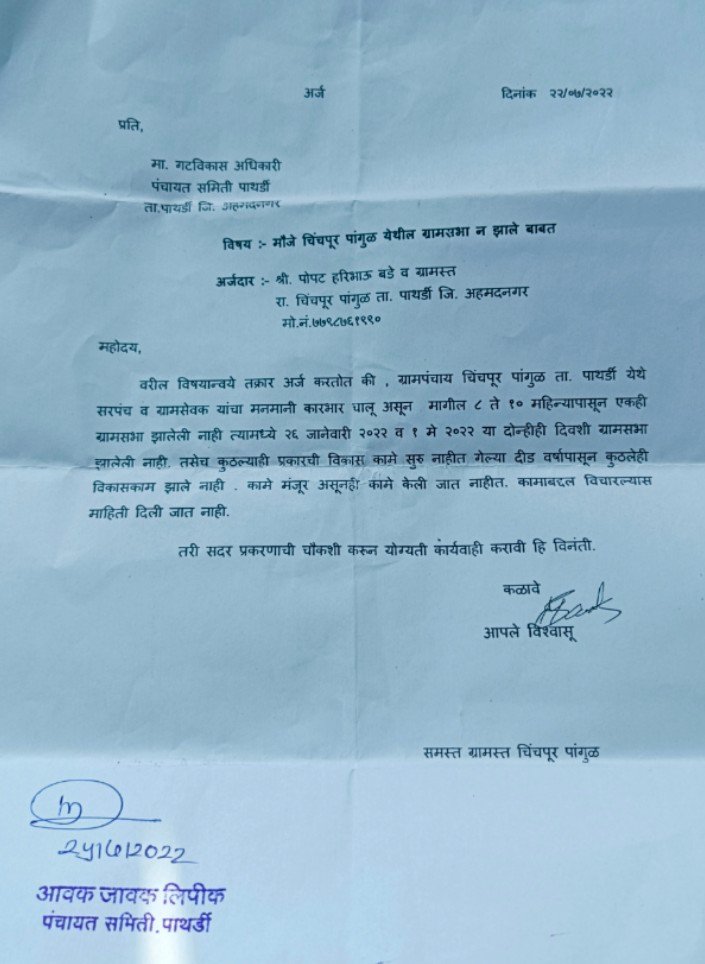 अर्ज
दिनांक २२/०७/२०२२
प्रति,
मा. गटविकास अधिकारी
पंचायत समिती पाथर्डी
ता.पाथर्डी जि. अहमदनगर
विषय :- मौजे चिंचपूर पांगुळ येथील ग्रामसभा न झाले बाबत
अर्जदार :- श्री. पोपट हरिभाऊ बडे व ग्रामस्त
रा. चिंचपूर पांगुळ ता. पाथर्डी जि. अहमदनगर
मो.नं.७७९८७६१९९०
महोदय,
वरील विषयान्वये तक्रार अर्ज करतोत की , ग्रामपंचाय चिंचपूर पांगुळ ता. पाथर्डी येथे
सरपंच व ग्रामसेवक यांचा मनमानी कारभार चालू असून मागील ८ ते १० महिन्यापासून एकही
ग्रामसभा झालेली नाही त्यामध्ये २६ जानेवारी २०२२ व १ मे २०२२ या दोन्हीही दिवशी ग्रामसभा
झालेली नाही. तसेच कुठल्याही प्रकारची विकास कामे सुरु नाहीत गेल्या दीड वर्षापासून कुठलेही
विकासकाम झाले नाही . कामे मंजूर असूनही कामे केली जात नाहीत. कामाबद्दल विचारल्यास
माहिती दिली जात नाही.
तरी सदर प्रकरणाची चौकशी करुन योग्यती कार्यवाही करावी हि विनंती.
कळावे
आपले विश्वासू
समस्त ग्रामस्त चिंचपूर पांगुळ
आवक जावक लिपीक
पंचायत समिती.पाथर्डी